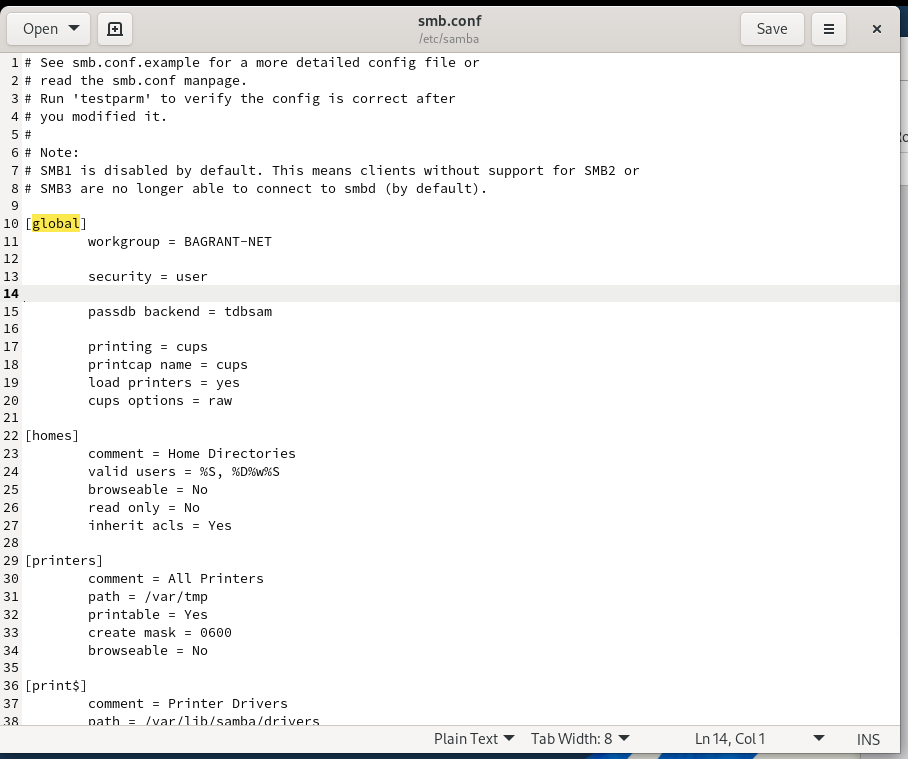 Open
smb.conf
/etc/samba
Save
1 # See smb.conf.example for a more detailed config file or
2 # read the smb.conf manpage.
3 # Run 'testparm' to verify the config is correct after
4 # you modified it.
5 #
6 # Note:
7 # SMB1 is disabled by default. This means clients without support for SMB2 or
8 # SMB3 are no longer able to connect to smbd (by default).
9
10 [global]
11 workgroup = BAGRANT-NET
12
13 security = user
14
15 passdb backend = tdbsam
16
17 printing = cups
18 printcap name = cups
19 load printers = yes
20 cups options = raw
21
22 [homes]
23 comment = Home Directories
24 valid users = %S, %D%w%S
25 browseable = No
26 read only = No
27 inherit acls = Yes
28
29 [printers]
30 comment = All Printers
31 path = /var/tmp
32 printable = Yes
33 create mask = 0600
34 browseable = No
35
36 [print$]
37 comment = Printer Drivers
38 path = /var/lib/samba/drivers
Plain Text Tab Width: 8 Ln 14, Col 1 INS